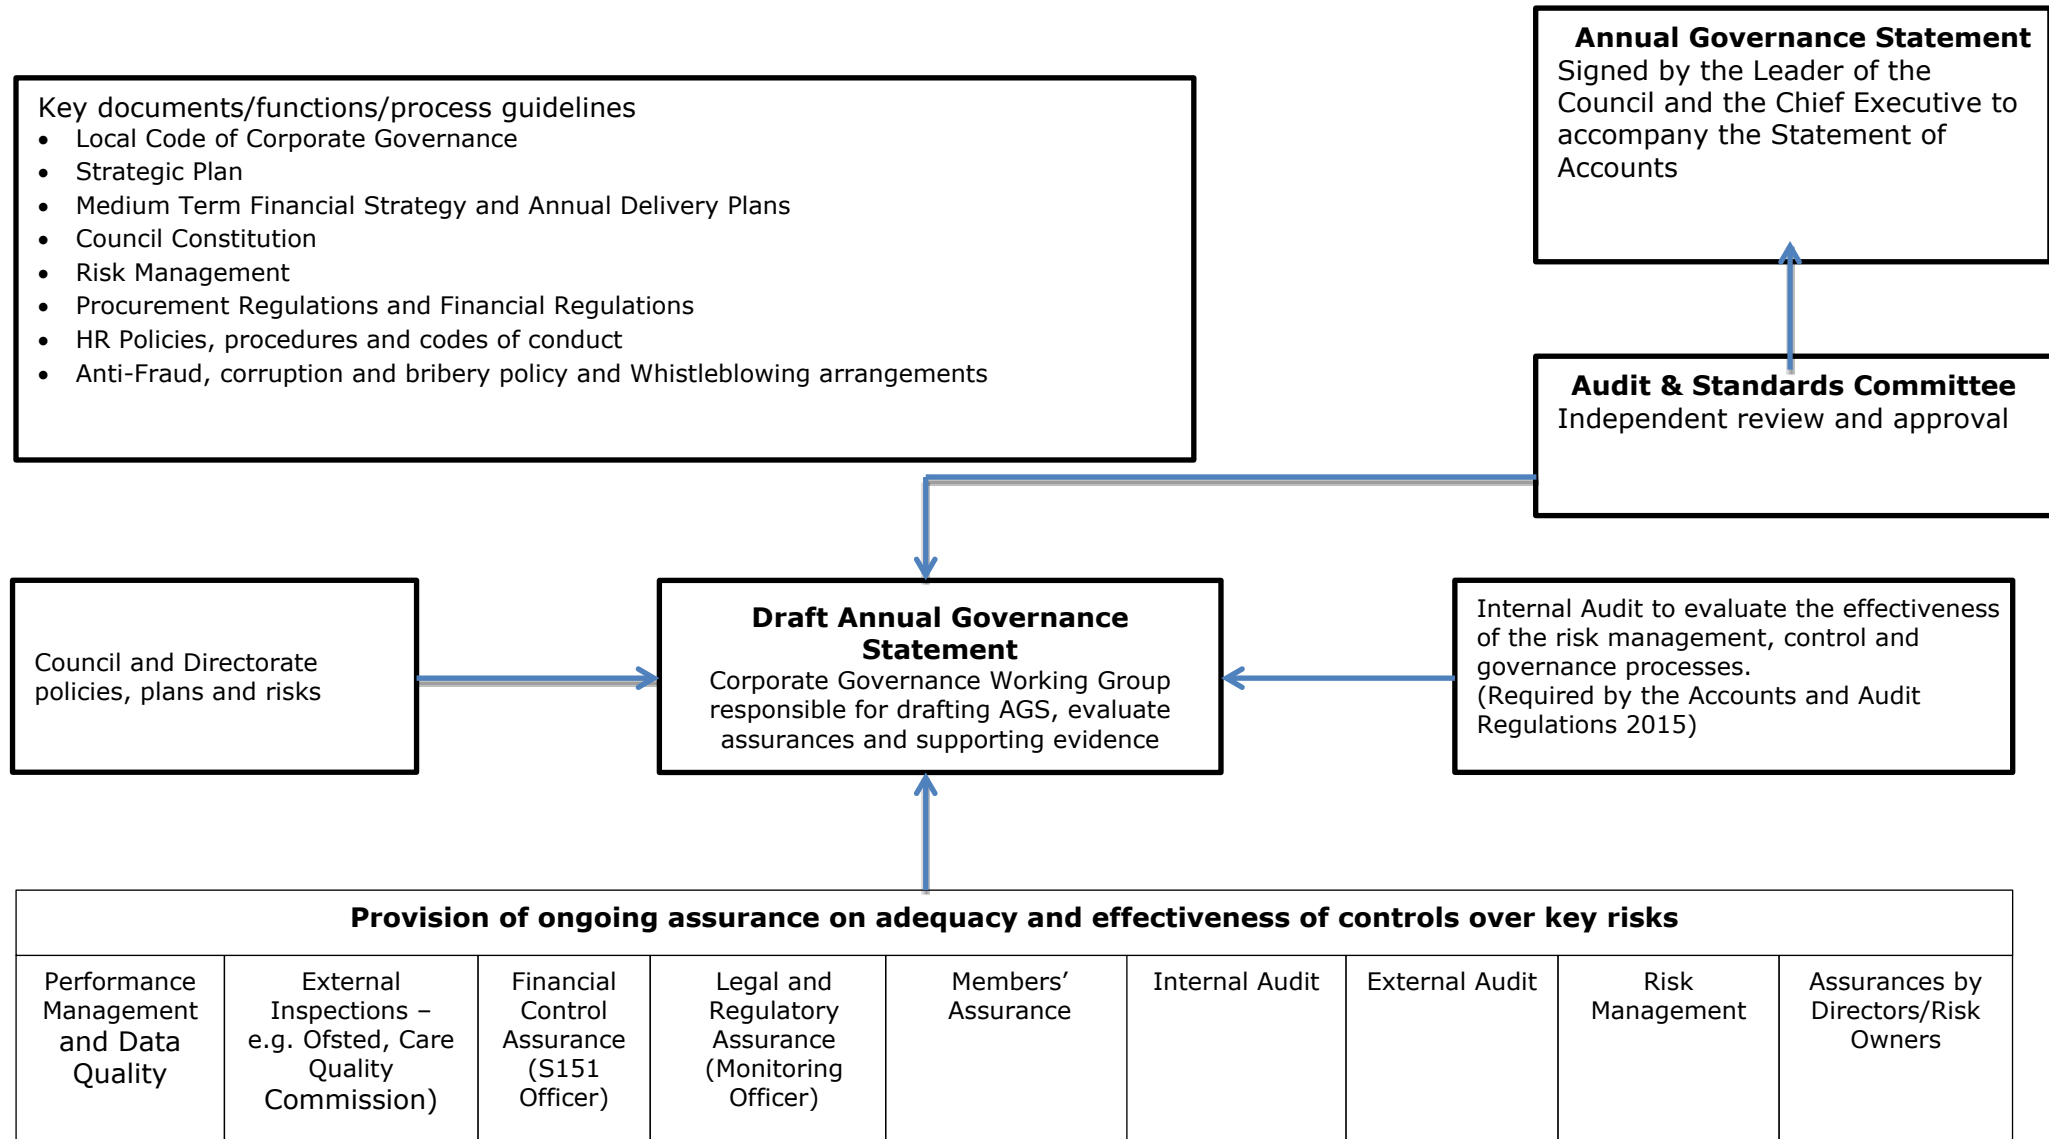 Annual Governance Statement
Signed by the Leader of the
Council and the Chief Executive to
accompany the Statement of
Accounts
Key documents/functions/process guidelines
• Local Code of Corporate Governance
• Strategic Plan
• Medium Term Financial Strategy and Annual Delivery Plans
• Council Constitution
• Risk Management
• Procurement Regulations and Financial Regulations
• HR Policies, procedures and codes of conduct
• Anti-Fraud, corruption and bribery policy and Whistleblowing arrangements
Audit & Standards Committee
Independent review and approval
Council and Directorate
policies, plans and risks
Draft Annual Governance
Statement
Corporate Governance Working Group
responsible for drafting AGS, evaluate
assurances and supporting evidence
Internal Audit to evaluate the effectiveness
of the risk management, control and
governance processes.
(Required by the Accounts and Audit
Regulations 2015)
Provision of ongoing assurance on adequacy and effectiveness of controls over key risks
Performance
Management
and Data
Quality
External
Inspections –
e.g. Ofsted, Care
Quality
Commission)
Financial
Control
Assurance
(S151
Officer)
Legal and
Regulatory
Assurance
(Monitoring
Officer)
Members’
Assurance
Internal Audit
External Audit
Risk
Management
Assurances by
Directors/Risk
Owners